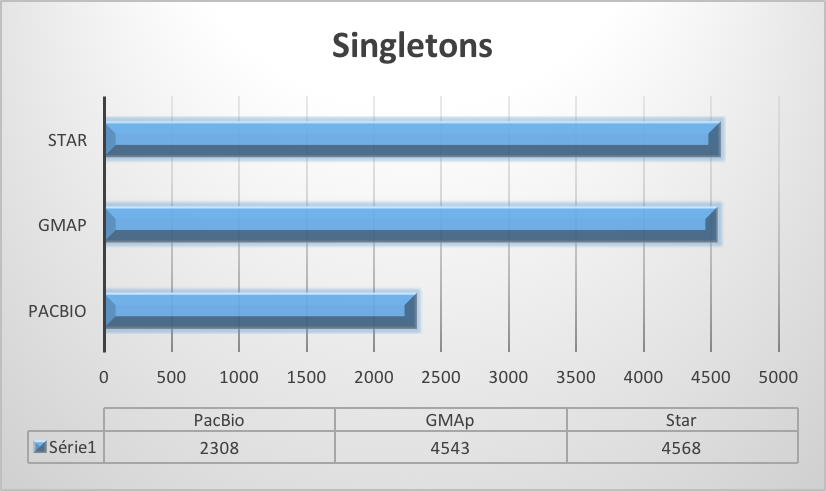 Singletons
STAR
GMAP
PACBIO
0 500 1000 1500 2000 2500 3000 3500 4000 4500 5000
PacBio GMAp Star
Série1 2308 4543 4568